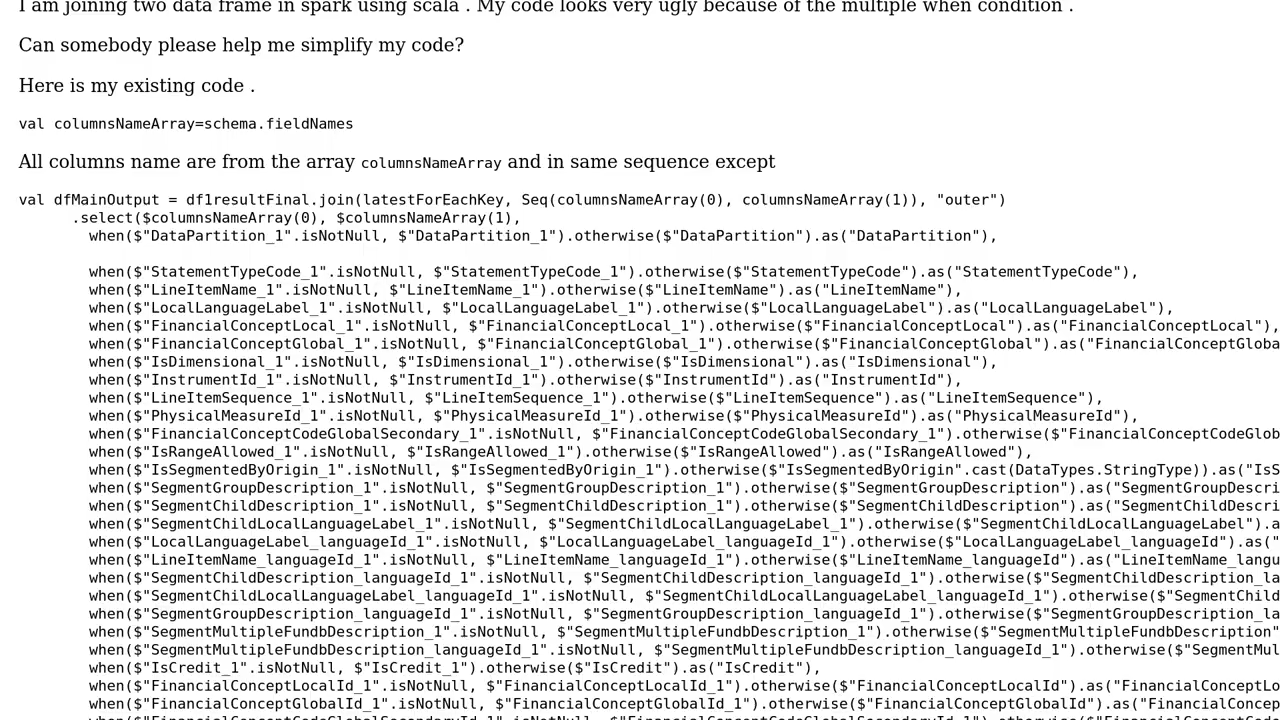 I am joining two data frame in spark using scala . My code looks very ugly because of the multiple when condition .
Can somebody please help me simplify my code?
Here is my existing code .
val columnsNameArray=schema.fieldNames
All columns name are from the array columnsNameArray and in same sequence except
val dfMainOutput = df1resultFinal.join(latestForEachKey, Seq(columnsNameArray(0), columnsNameArray(1)), "outer")
.select($columnsNameArray(0), $columnsNameArray(1),
when($"DataPartition_1".isNotNull, $"DataPartition_1").otherwise($"DataPartition").as("DataPartition"),
when($"StatementTypeCode_1".isNotNull, $"StatementTypeCode_1").otherwise($"StatementTypeCode").as("StatementTypeCode"),
when($"LineItemName_1".isNotNull, $"LineItemName_1").otherwise($"LineItemName").as("LineItemName"),
when($"LocalLanguageLabel_1".isNotNull, $"LocalLanguageLabel_1").otherwise($"LocalLanguageLabel").as("LocalLanguageLabel"),
when($"FinancialConceptLocal_1".isNotNull, $"FinancialConceptLocal_1").otherwise($"FinancialConceptLocal").as("FinancialConceptLocal"),
when($"FinancialConceptGlobal_1".isNotNull, $"FinancialConceptGlobal_1").otherwise($"FinancialConceptGlobal").as("FinancialConceptGloba
when($"IsDimensional_1".isNotNull, $"IsDimensional_1").otherwise($"IsDimensional").as("IsDimensional"),
when($"InstrumentId_1".isNotNull, $"InstrumentId_1").otherwise($"InstrumentId").as("InstrumentId"),
when($"LineItemSequence_1".isNotNull, $"LineItemSequence_1").otherwise($"LineItemSequence").as("LineItemSequence"),
when($"PhysicalMeasureId_1".isNotNull, $"PhysicalMeasureId_1").otherwise($"PhysicalMeasureId").as("PhysicalMeasureId"),
when($"FinancialConceptCodeGlobalSecondary_1".isNotNull, $"FinancialConceptCodeGlobalSecondary_1").otherwise($"FinancialConceptCodeGlob
when($"IsRangeAllowed_1".isNotNull, $"IsRangeAllowed_1").otherwise($"IsRangeAllowed").as("IsRangeAllowed"),
when($"IsSegmentedByOrigin_1".isNotNull, $"IsSegmentedByOrigin_1").otherwise($"IsSegmentedByOrigin".cast(DataTypes.StringType)).as("IsS
when($"SegmentGroupDescription_1".isNotNull, $"SegmentGroupDescription_1").otherwise($"SegmentGroupDescription").as("SegmentGroupDescri
when($"SegmentChildDescription_1".isNotNull, $"SegmentChildDescription_1").otherwise($"SegmentChildDescription").as("SegmentChildDescri
when($"SegmentChildLocalLanguageLabel_1".isNotNull, $"SegmentChildLocalLanguageLabel_1").otherwise($"SegmentChildLocalLanguageLabel").a
when($"LocalLanguageLabel_languageId_1".isNotNull, $"LocalLanguageLabel_languageId_1").otherwise($"LocalLanguageLabel_languageId").as("
when($"LineItemName_languageId_1".isNotNull, $"LineItemName_languageId_1").otherwise($"LineItemName_languageId").as("LineItemName_langu
when($"SegmentChildDescription_languageId_1".isNotNull, $"SegmentChildDescription_languageId_1").otherwise($"SegmentChildDescription_la
when($"SegmentChildLocalLanguageLabel_languageId_1".isNotNull, $"SegmentChildLocalLanguageLabel_languageId_1").otherwise($"SegmentChild
when($"SegmentGroupDescription_languageId_1".isNotNull, $"SegmentGroupDescription_languageId_1").otherwise($"SegmentGroupDescription_la
when($"SegmentMultipleFundbDescription_1".isNotNull, $"SegmentMultipleFundbDescription_1").otherwise($"SegmentMultipleFundbDescription"
when($"SegmentMultipleFundbDescription_languageId_1".isNotNull, $"SegmentMultipleFundbDescription_languageId_1").otherwise($"SegmentMul
when($"IsCredit_1".isNotNull, $"IsCredit_1").otherwise($"IsCredit").as("IsCredit"),
when($"FinancialConceptLocalId_1".isNotNull, $"FinancialConceptLocalId_1").otherwise($"FinancialConceptLocalId").as("FinancialConceptLo
when($"FinancialConceptGlobalId_1".isNotNull, $"FinancialConceptGlobalId_1").otherwise($"FinancialConceptGlobalId").as("FinancialConcep